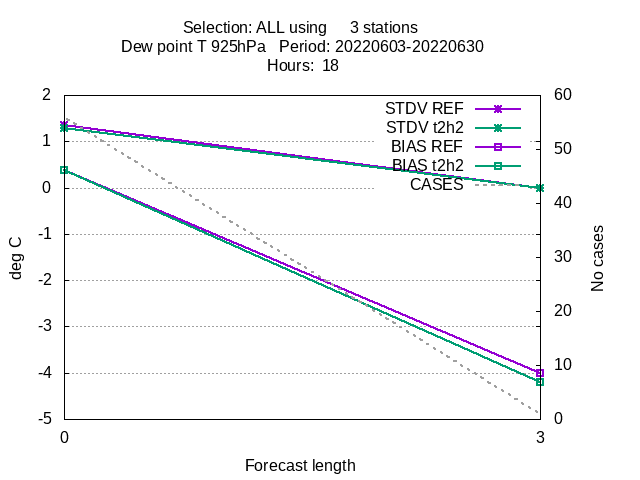 Selection: ALL using     3 stations
Dew point T 925hPa   Period: 20220603-20220630
Hours:  18
STDV REF
STDV t2h2
BIAS REF
BIAS t2h2
CASES
2
1
0
-1
-2
-3
-4
-5
deg C
60
50
40
30
20
10
0
No cases
0
3
Forecast length